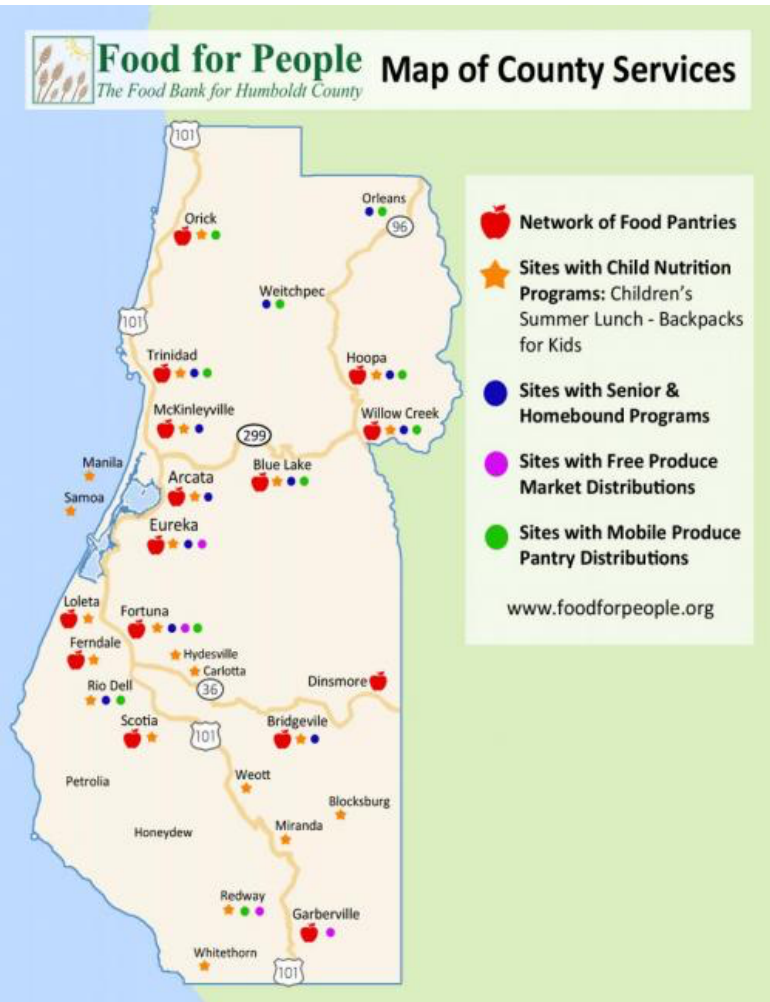 Food for People
The Food Bank for Humboldt County
Map of County Services
101
Orleans
96
Orick
Weitchpec
101
Trinidad
Hoopa
McKinleyville
Willow Creek
299
Manila
Blue Lake
Arcata
Samoa
Eureka
Loleta
Fortuna
Ferndale
Hydesville
Carlotta
Rio Dell
36
Dinsmore
Scotia
101
Bridgevile
Weott
Petrolia
Blocksburg
Miranda
Honeydew
Redway
Garberville
Whitethorn
101
Network of Food Pantries
Sites with Child Nutrition
Programs: Children's
Summer Lunch - Backpacks
for Kids
Sites with Senior &
Homebound Programs
Sites with Free Produce
Market Distributions
Sites with Mobile Produce
Pantry Distributions
www.foodforpeople.org